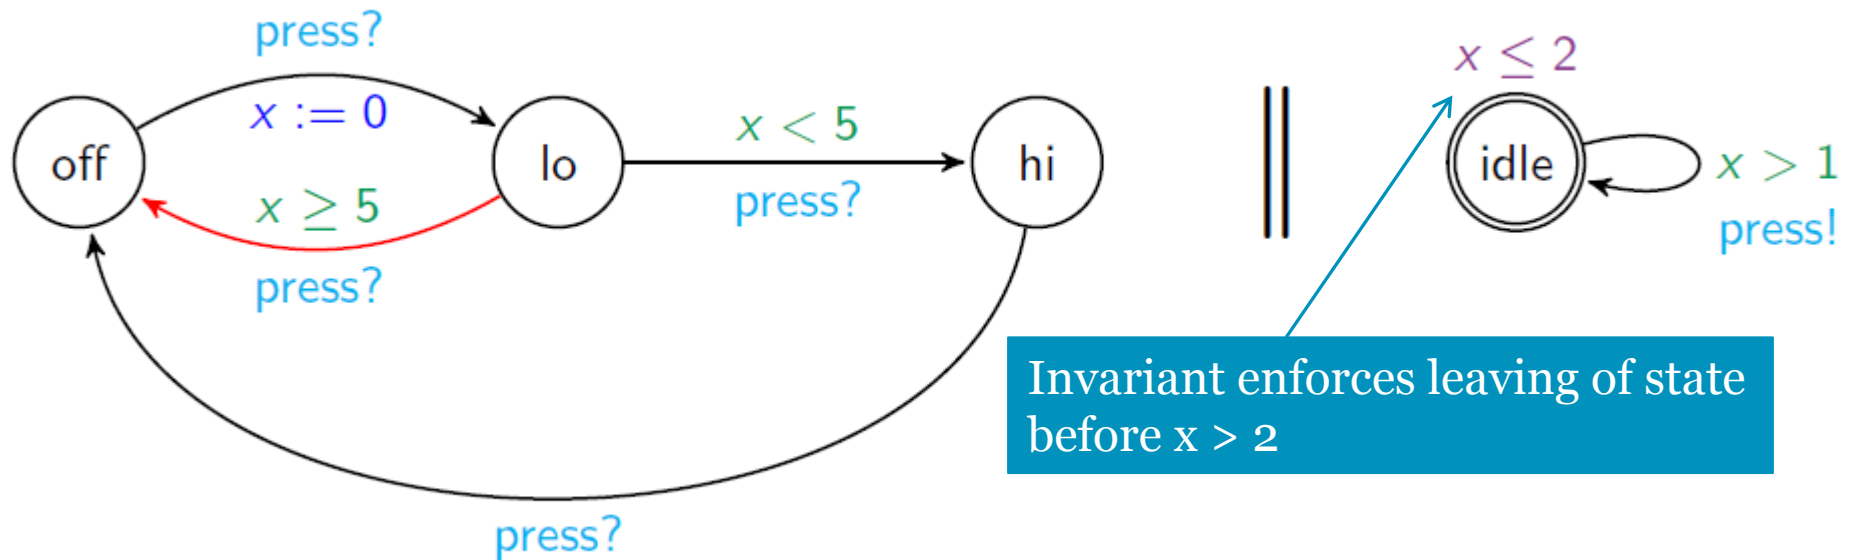 press?
x := 0
off
x ≥ 5
press?
lo
x < 5
press?
hi
press?
x ≤ 2
idle
x > 1
press!
Invariant enforces leaving of state
before x > 2